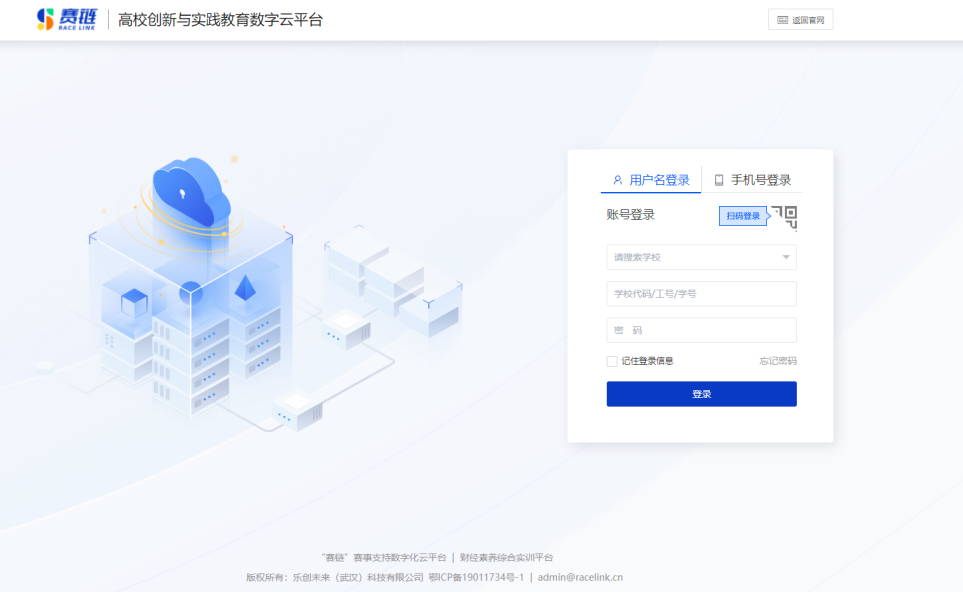 赛链 RACE LINK 高校创新与实践教育数字云平台
返回官网
用户名登录 手机号登录
账号登录 扫码登录
请搜索学校
学校代码/工号/学号
密 码
记住登录信息 忘记密码
登录
“赛链”赛事支持数字化云平台 | 财经素养综合实训平台
版权所有：乐创未来（武汉）科技有限公司 鄂ICP备19011734号-1 | admin@racelink.cn